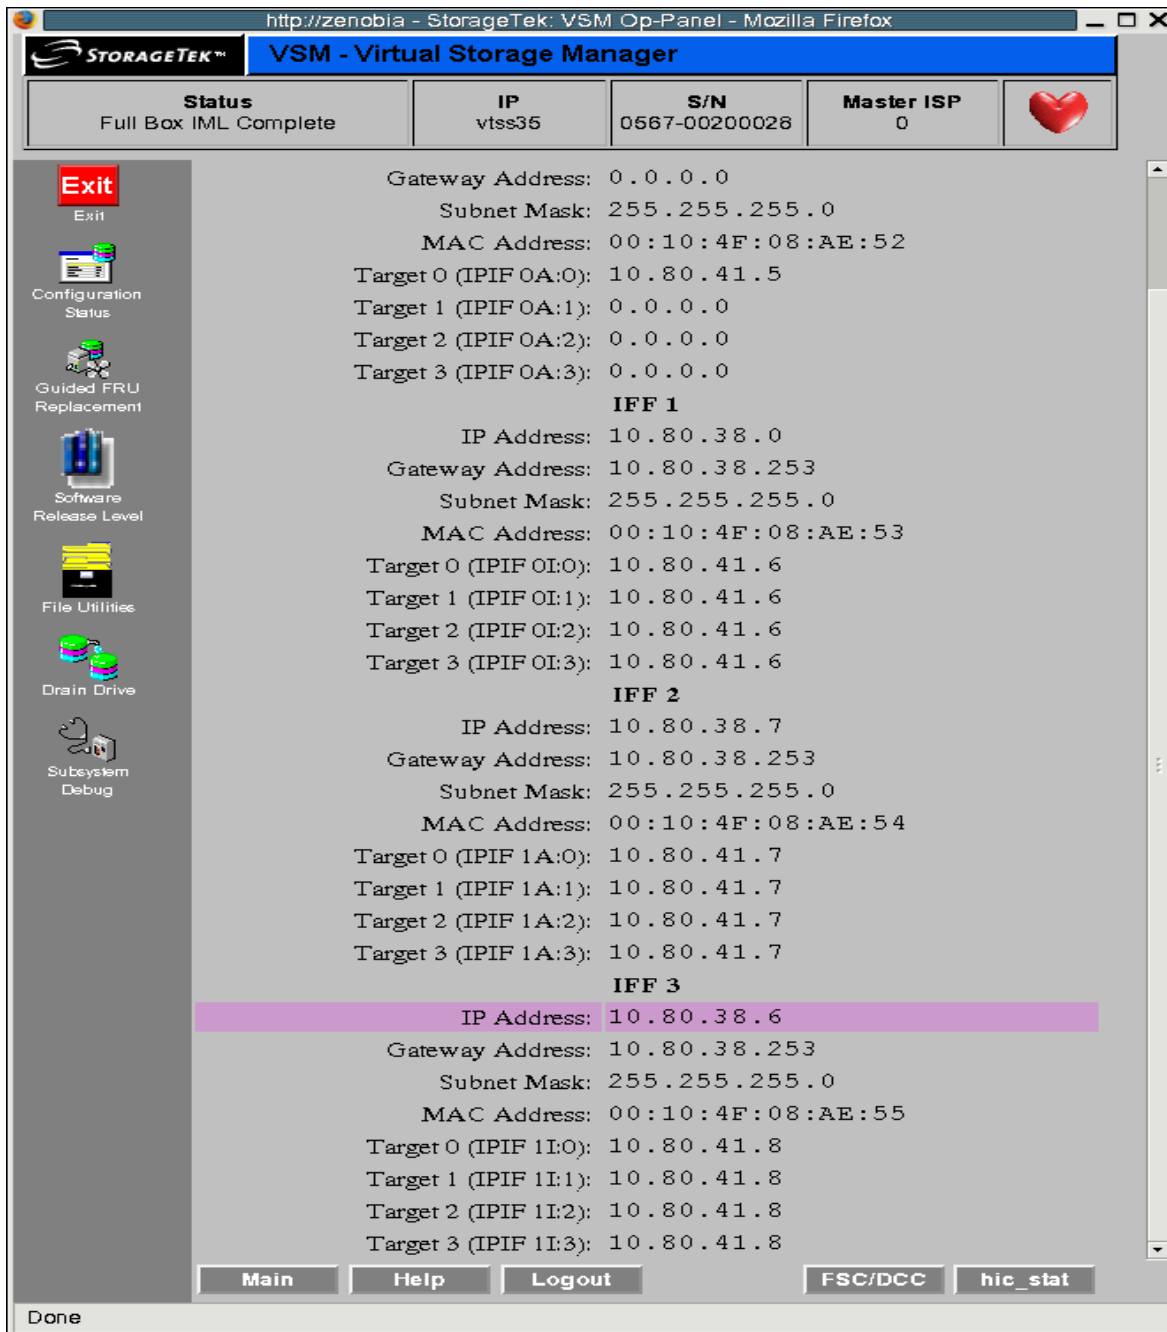 http://zenobia - StorageTek: VSM Op-Panel - Mozilla Firefox
STORAGETEK™ VSM - Virtual Storage Manager
Status IP S/N Master ISP
Full Box IML Complete vtss35 0567-00200028 0
Exit
Exit
Configuration
Status
Guided FRU
Replacement
Software
Release Level
File Utilities
Drain Drive
Subsystem
Debug
Gateway Address: 0.0.0.0
Subnet Mask: 255.255.255.0
MAC Address: 00:10:4F:08:AE:52
Target 0 (IPIF 0A:0): 10.80.41.5
Target 1 (IPIF 0A:1): 0.0.0.0
Target 2 (IPIF 0A:2): 0.0.0.0
Target 3 (IPIF 0A:3): 0.0.0.0
IFF 1
IP Address: 10.80.38.0
Gateway Address: 10.80.38.253
Subnet Mask: 255.255.255.0
MAC Address: 00:10:4F:08:AE:53
Target 0 (IPIF 0I:0): 10.80.41.6
Target 1 (IPIF 0I:1): 10.80.41.6
Target 2 (IPIF 0I:2): 10.80.41.6
Target 3 (IPIF 0I:3): 10.80.41.6
IFF 2
IP Address: 10.80.38.7
Gateway Address: 10.80.38.253
Subnet Mask: 255.255.255.0
MAC Address: 00:10:4F:08:AE:54
Target 0 (IPIF 1A:0): 10.80.41.7
Target 1 (IPIF 1A:1): 10.80.41.7
Target 2 (IPIF 1A:2): 10.80.41.7
Target 3 (IPIF 1A:3): 10.80.41.7
IFF 3
IP Address: 10.80.38.6
Gateway Address: 10.80.38.253
Subnet Mask: 255.255.255.0
MAC Address: 00:10:4F:08:AE:55
Target 0 (IPIF 1I:0): 10.80.41.8
Target 1 (IPIF 1I:1): 10.80.41.8
Target 2 (IPIF 1I:2): 10.80.41.8
Target 3 (IPIF 1I:3): 10.80.41.8
Main Help Logout FSC/DCC hic_stat
Done